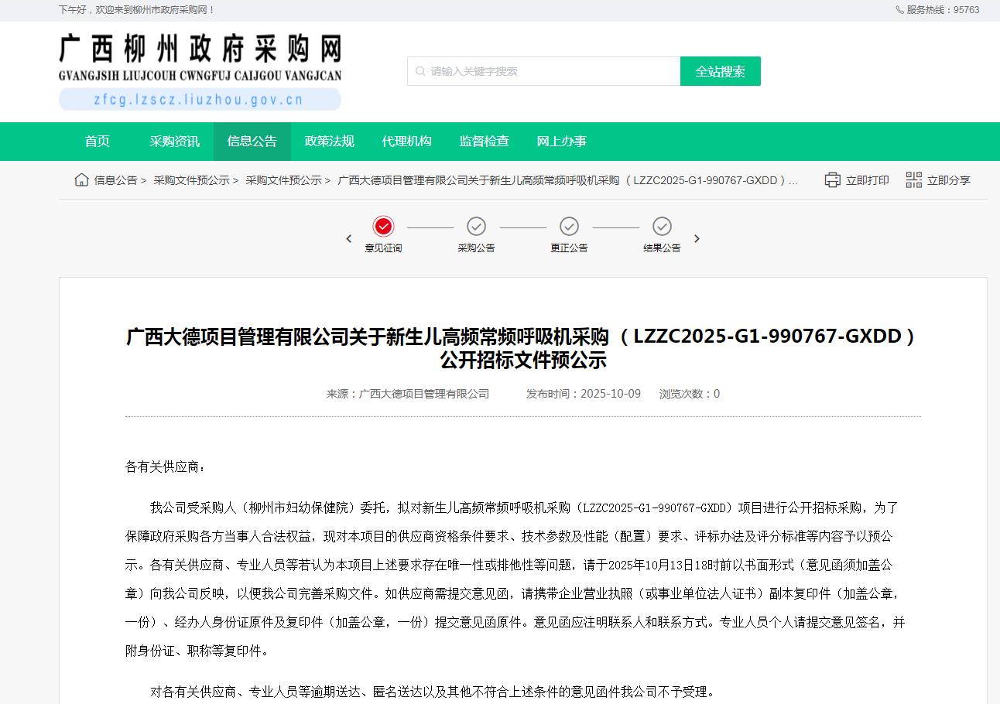 下午好，欢迎来到柳州市政府采购网！
服务热线：95763
广西柳州政府采购网
GVANGJSIH LIUJCOUH CWNGFUJ CAIJGOU VANGJCAN
zfcg.lzscz.liuzhou.gov.cn
请输入关键字搜索
全站搜索
首页 采购资讯 信息公告 政策法规 代理机构 监督检查 网上办事
信息公告 > 采购文件预公示 > 采购文件预公示 > 广西大德项目管理有限公司关于新生儿高频常频呼吸机采购（LZZC2025-G1-990767-GXDD）...
立即打印 立即分享
意见征询 采购公告 更正公告 结果公告
广西大德项目管理有限公司关于新生儿高频常频呼吸机采购（LZZC2025-G1-990767-GXDD）
公开招标文件预公示
来源：广西大德项目管理有限公司 发布时间：2025-10-09 浏览次数：0
各有关供应商：
我公司受采购人（柳州市妇幼保健院）委托，拟对新生儿高频常频呼吸机采购（LZZC2025-G1-990767-GXDD）项目进行公开招标采购，为了
保障政府采购各方当事人合法权益，现对本项目的供应商资格条件要求、技术参数及性能（配置）要求、评标办法及评分标准等内容予以预公
示。各有关供应商、专业人员等若认为本项目上述要求存在唯一性或排他性等问题，请于2025年10月13日18时前以书面形式（意见函须加盖公
章）向我公司反映，以便我公司完善采购文件。如供应商需提交意见函，请携带企业营业执照（或事业单位法人证书）副本复印件（加盖公章，
一份）、经办人身份证原件及复印件（加盖公章，一份）提交意见函原件。意见函应注明联系人和联系方式。专业人员个人请提交意见签名，并
附身份证、职称等复印件。
对各有关供应商、专业人员等逾期送达、匿名送达以及其他不符合上述条件的意见函件我公司不予受理。